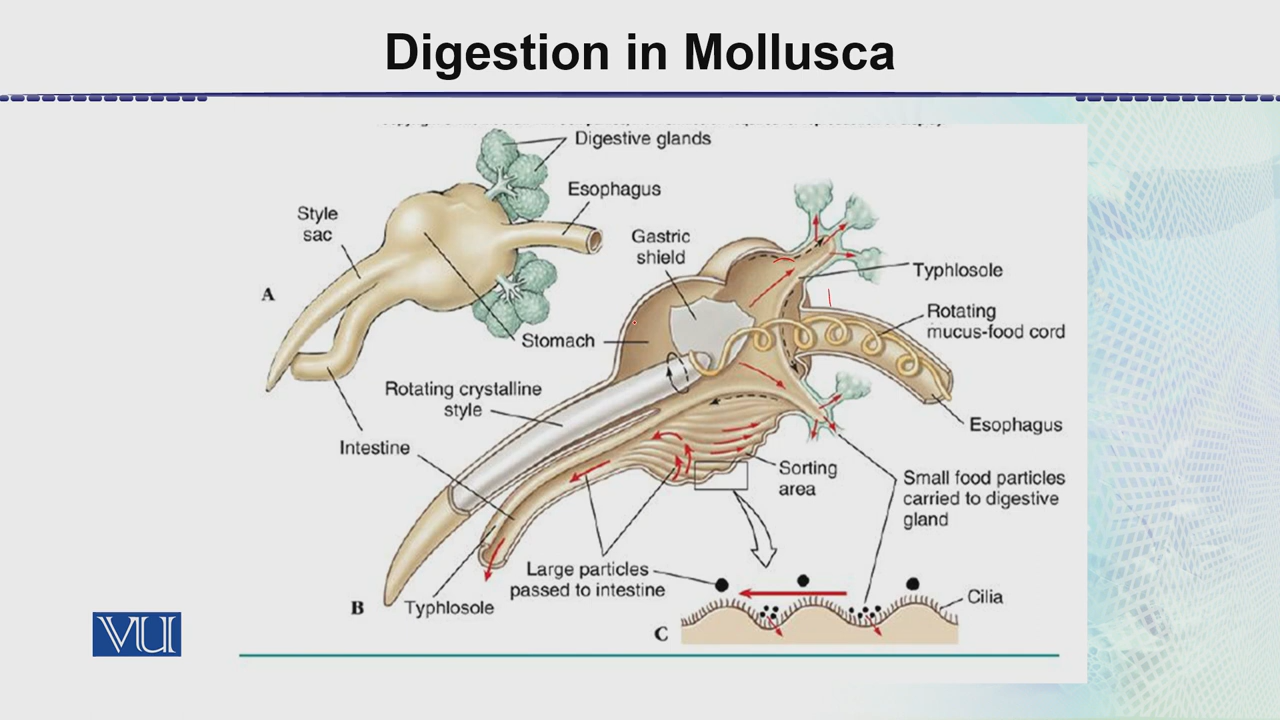 Digestion in Mollusca
Digestive glands
Esophagus
Style
sac
Gastric
shield
Typhlosole
A
Rotating
mucus-food cord
Stomach
Rotating crystalline
style
Esophagus
Intestine
Sorting
area
Small food particles
carried to digestive
gland
Large particles
passed to intestine
Cilia
B
Typhlosole
C
VU